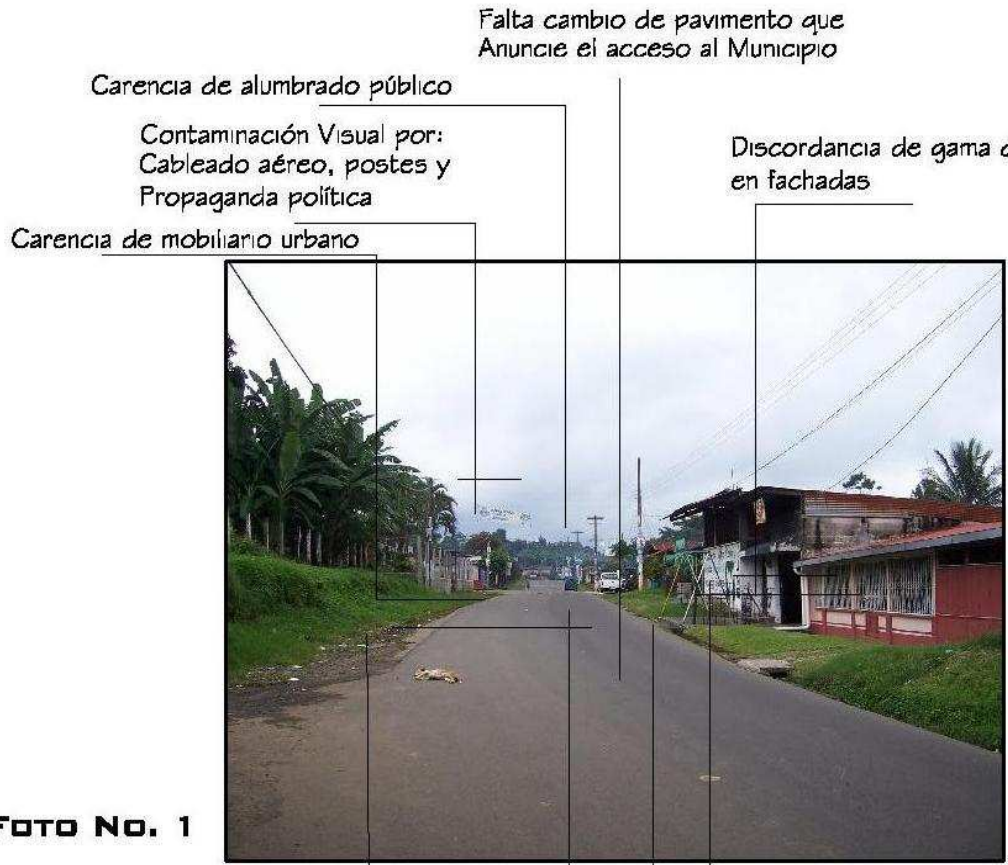 Falta cambio de pavimento que
Anuncie el acceso al Municipio
Carencia de alumbrado público
Contaminación Visual por:
Cableado aéreo, postes y
Propaganda política
Discordancia de gama
en fachadas
Carencia de mobiliario urbano
FOTO NO. 1